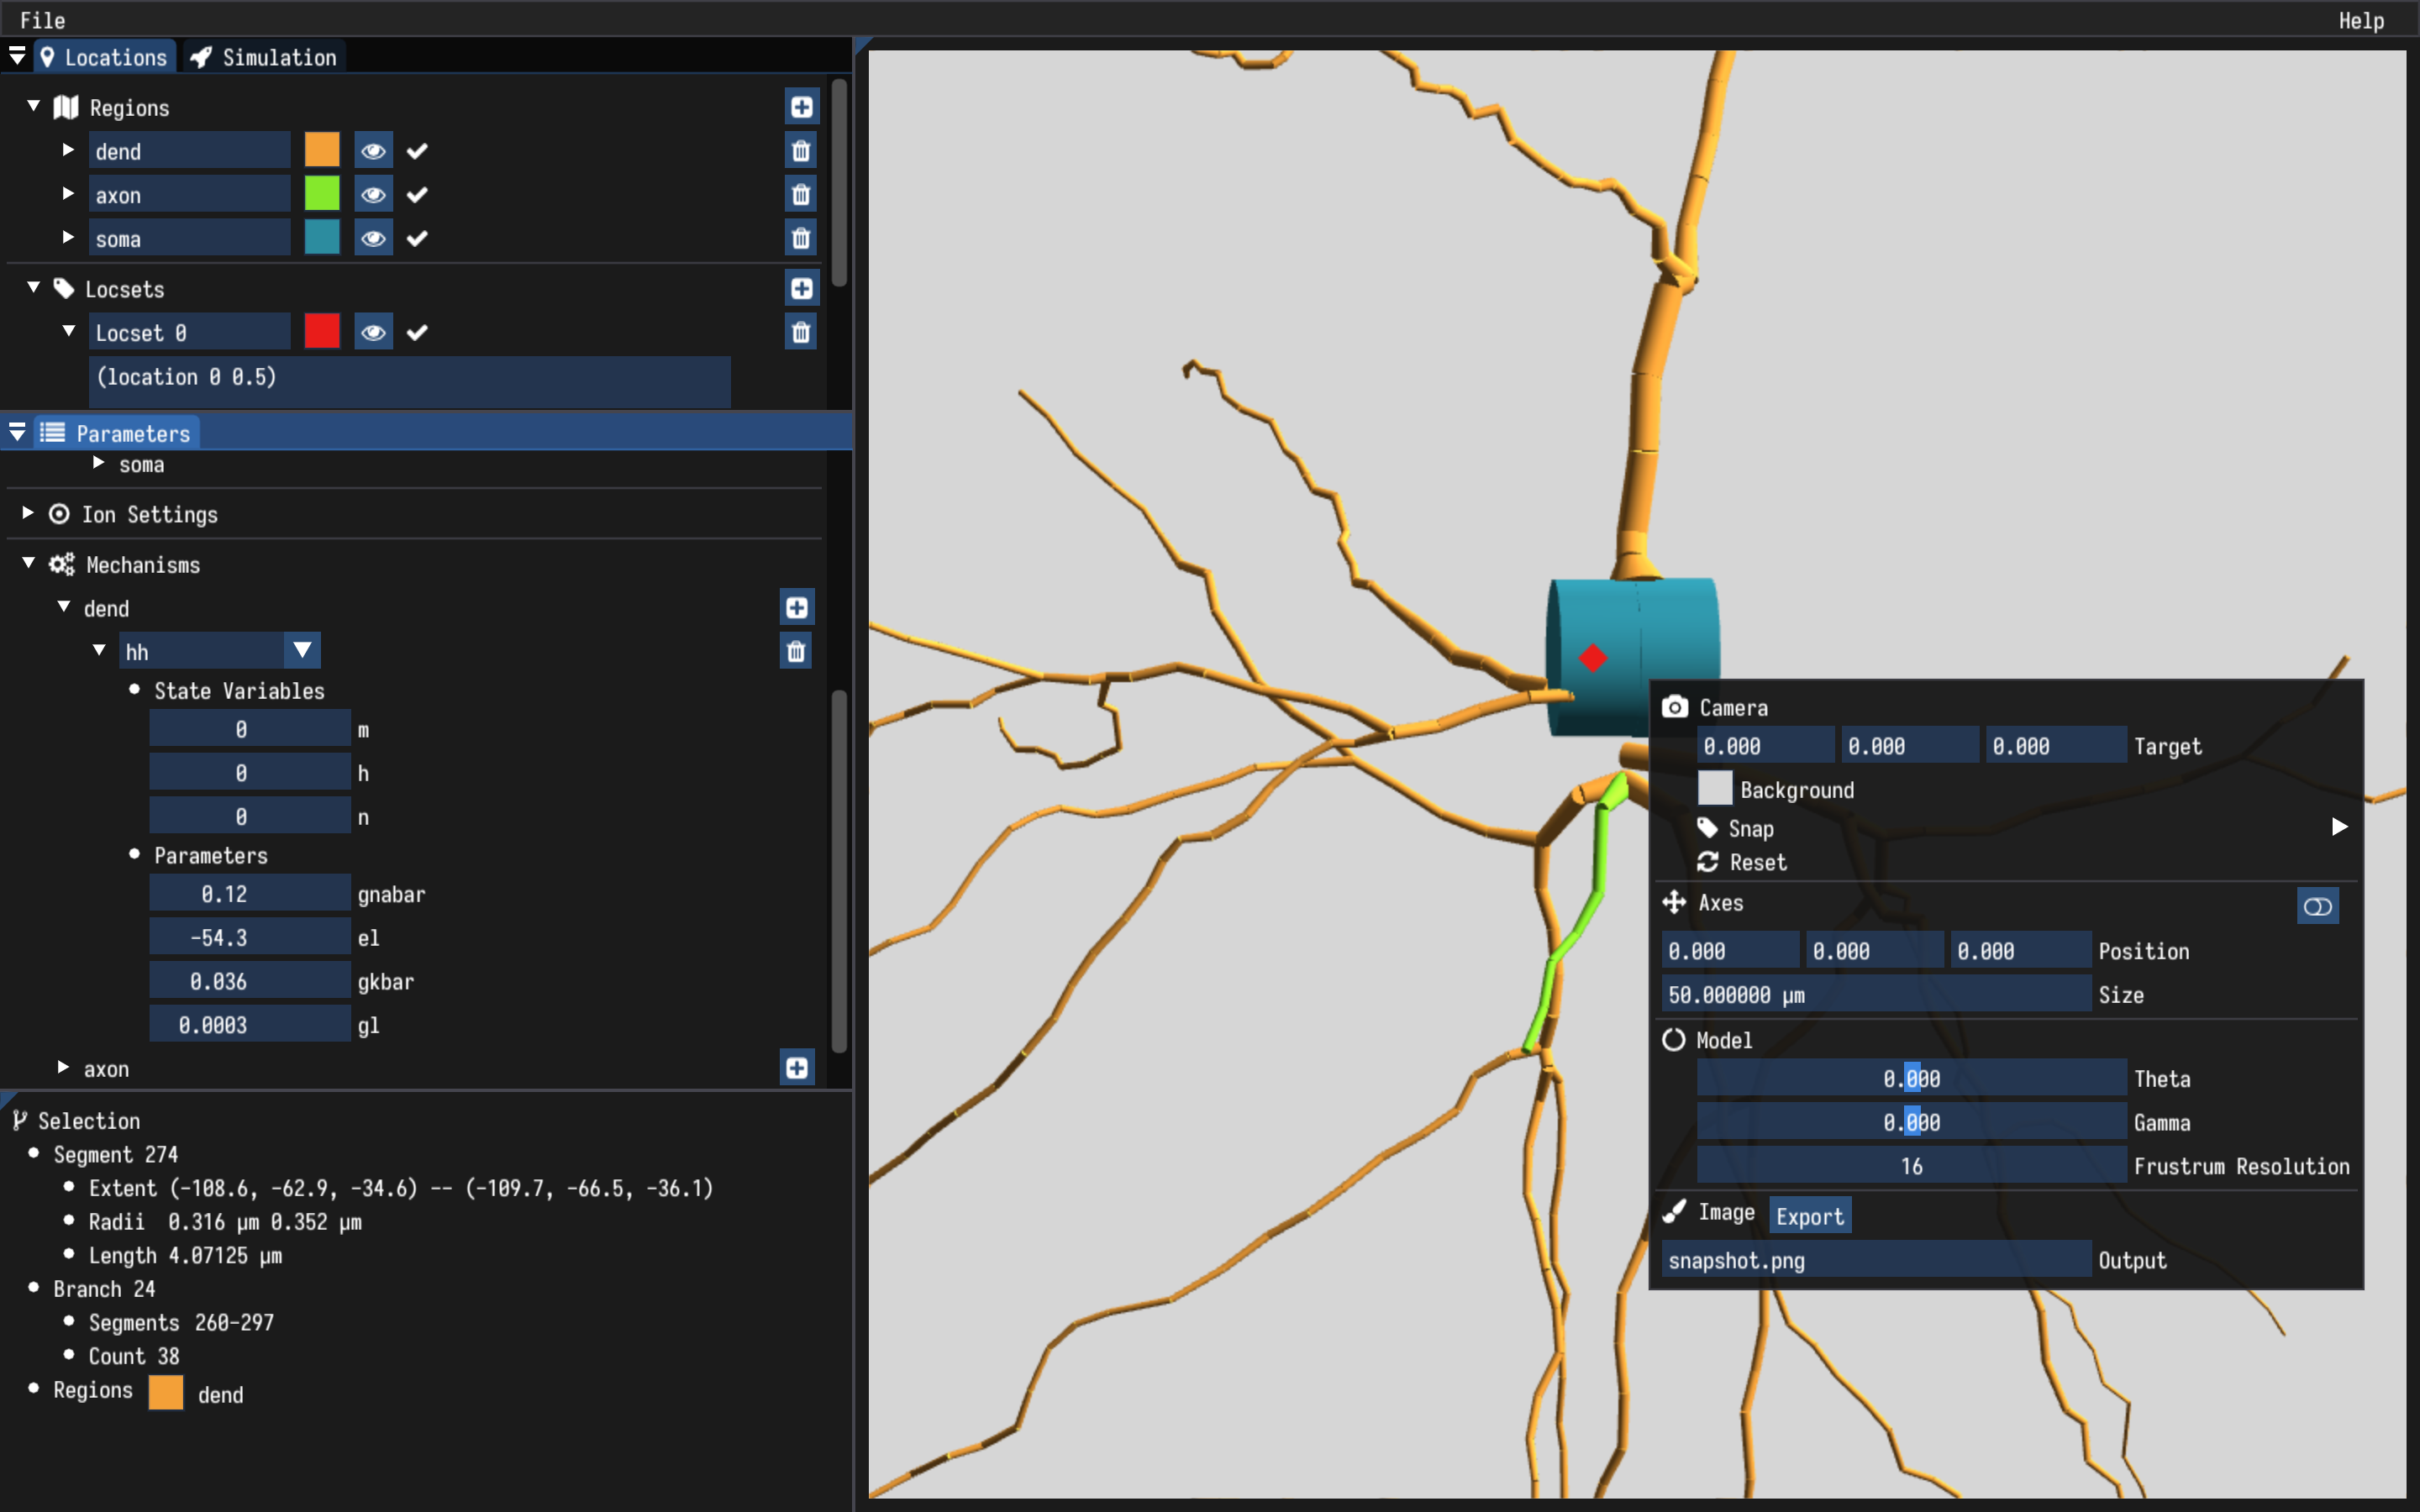 File Help
Locations Simulation
Regions
dend
axon
soma
Locsets
Locset 0
(location 0 0.5)
Parameters
soma
Ion Settings
Mechanisms
dend
hh
State Variables
0 m
0 h
0 n
Parameters
0.12 gnabar
-54.3 el
0.036 gkbar
0.0003 gl
axon
Selection
Segment 274
Extent (-108.6, -62.9, -34.6) -- (-109.7, -66.5, -36.1)
Radii 0.316 µm 0.352 µm
Length 4.07125 µm
Branch 24
Segments 260-297
Count 38
Regions dend
Camera
0.000 0.000 0.000 Target
Background
Snap
Reset
Axes
0.000 0.000 0.000 Position
50.000000 µm Size
Model
0.000 Theta
0.000 Gamma
16 Frustrum Resolution
Image Export
snapshot.png Output